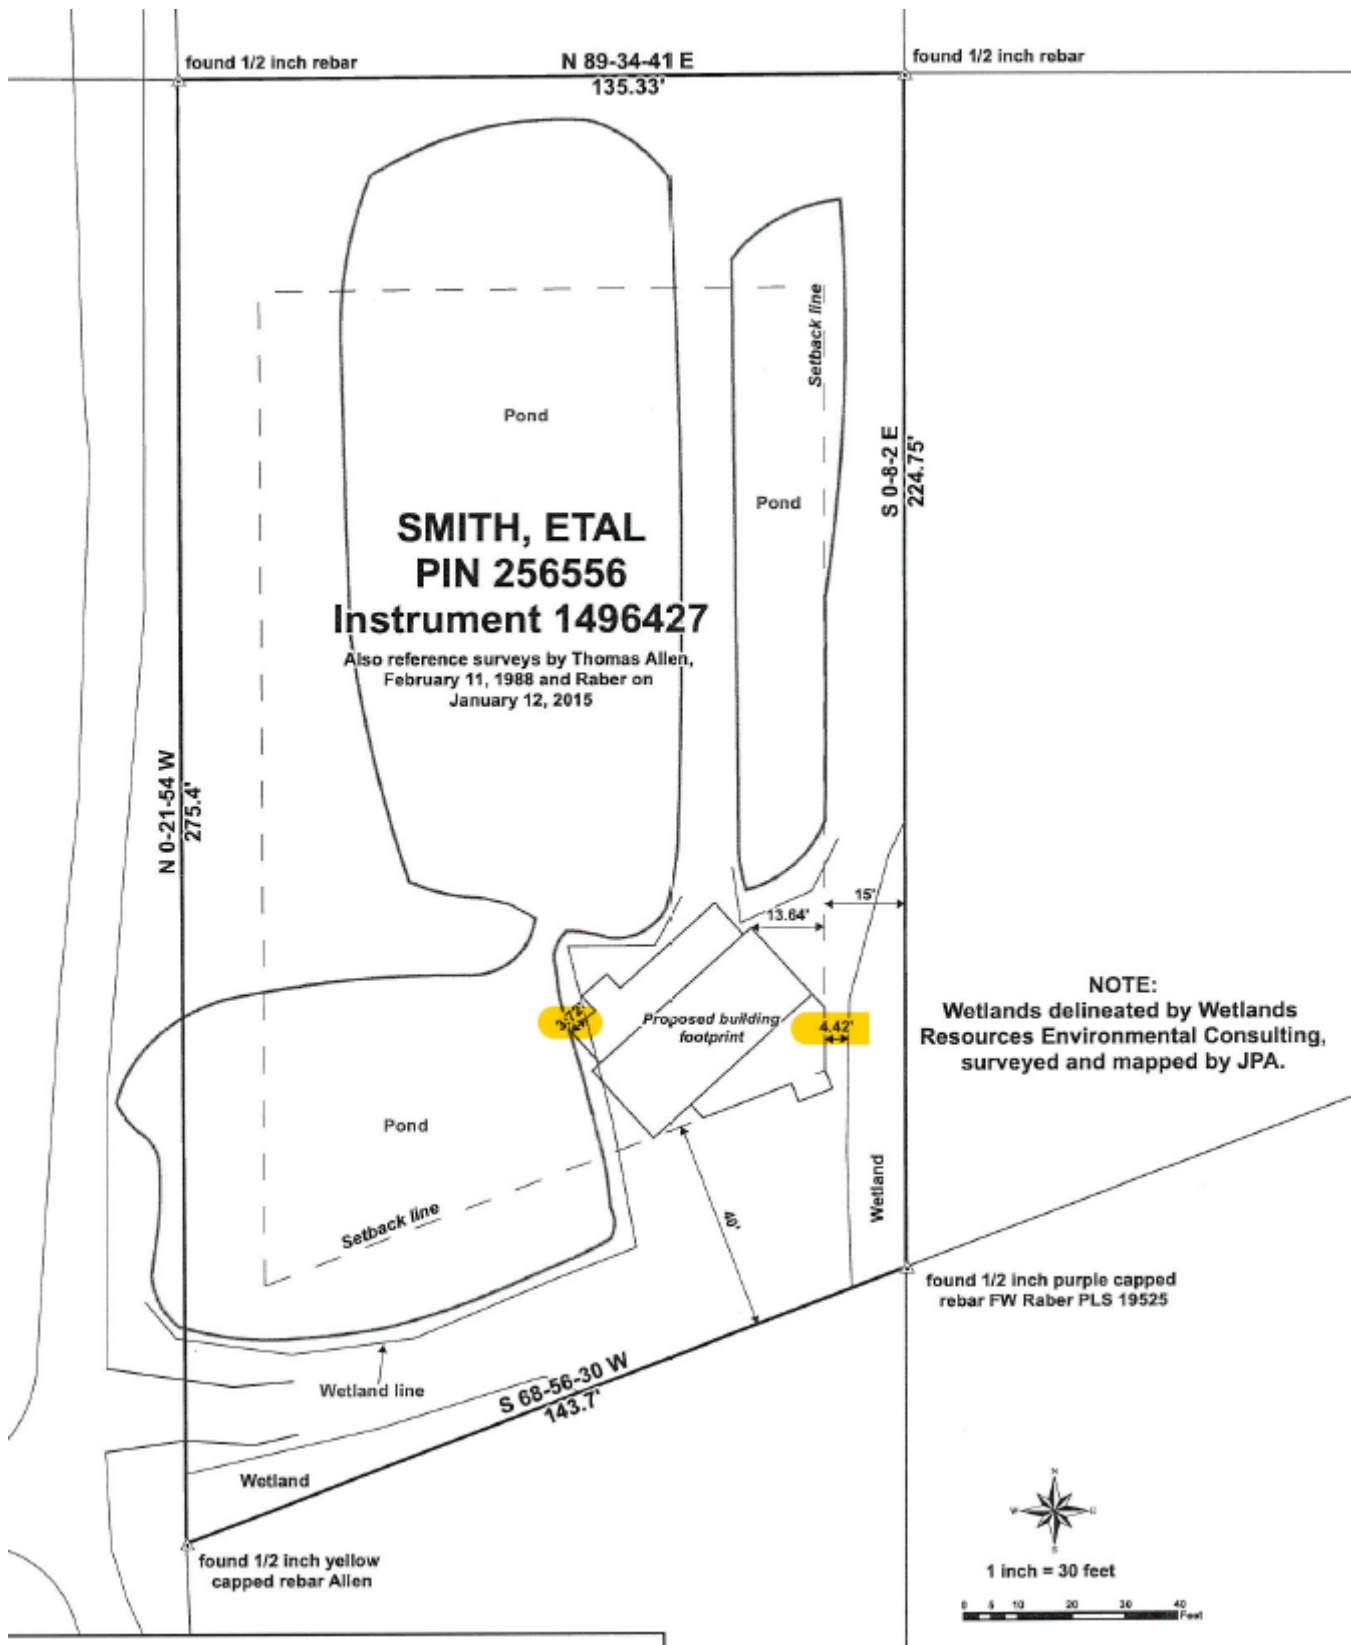 found 1/2 inch rebar
N 89-34-41 E
135.33'
found 1/2 inch rebar
Setback line
Pond
S 0-8-2 E
224.75'
Pond
SMITH, ETAL
PIN 256556
Instrument 1496427
Also reference surveys by Thomas Allen,
February 11, 1988 and Raber on
January 12, 2015
N 0-21-54 W
275.4'
15'
13.64'
NOTE:
Wetlands delineated by Wetlands
Resources Environmental Consulting,
surveyed and mapped by JPA.
3.72'
Proposed building
footprint
4.42'
Pond
Wetland
Setback line
40'
found 1/2 inch purple capped
rebar FW Raber PLS 19525
Wetland line
S 68-56-30 W
143.7'
Wetland
N
W
E
S
found 1/2 inch yellow
capped rebar Allen
1 inch = 30 feet
0 5 10 20 30 40
Feet